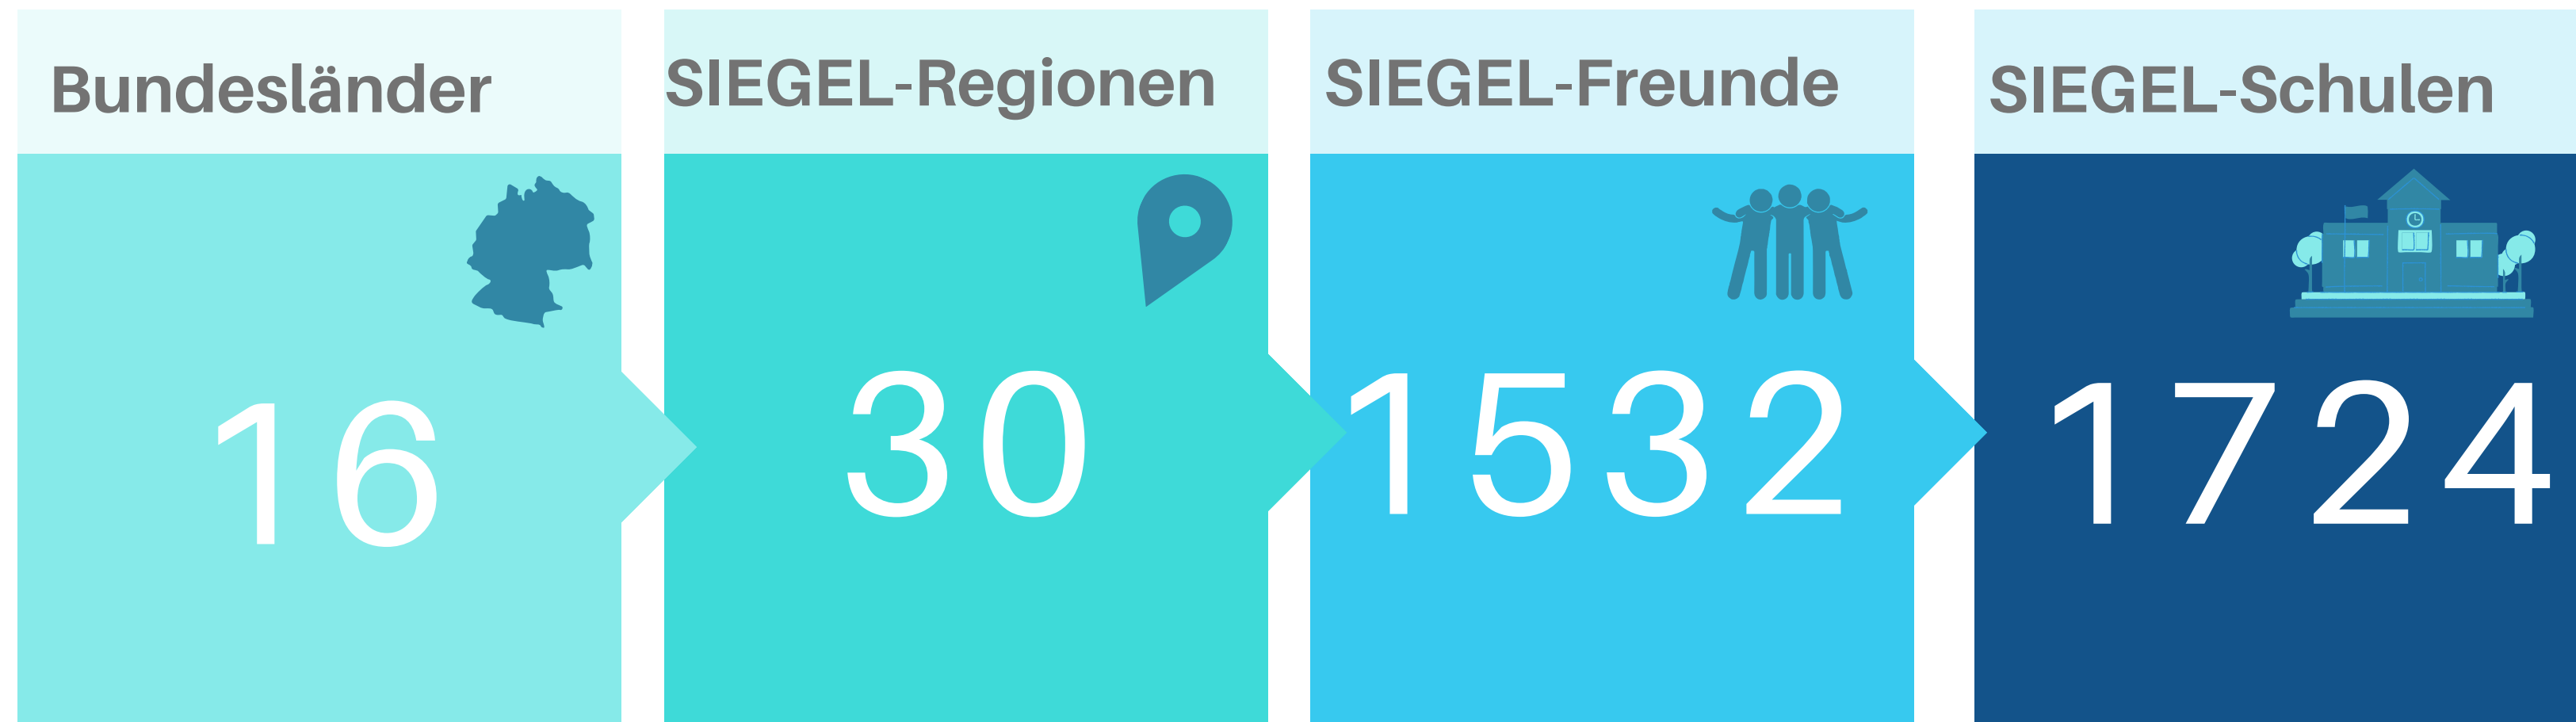 Bundesländer
16
SIEGEL-Regionen
30
SIEGEL-Freunde
1532
SIEGEL-Schulen
1724